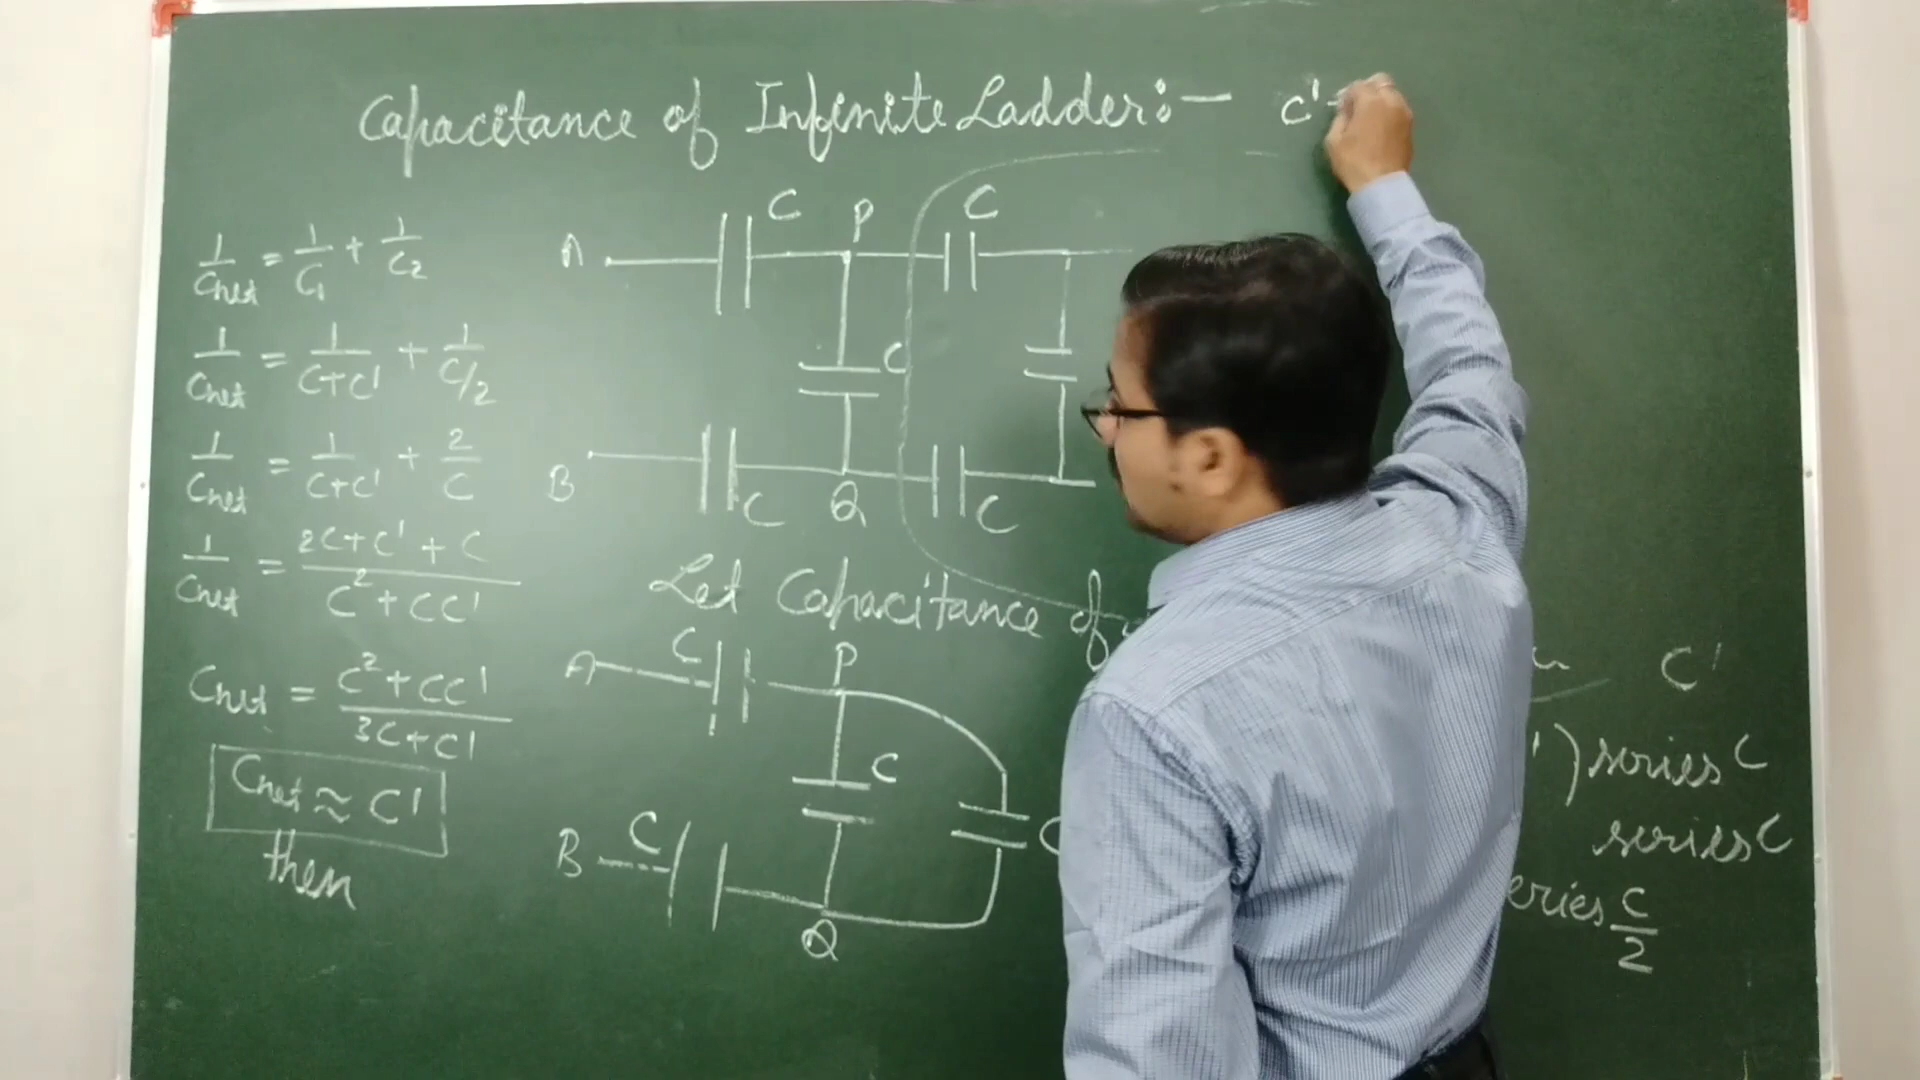 Capacitance of Infinite Ladder:- C'
1/Cnet = 1/C1 + 1/C2
1/Cnet = 1/C+C' + 1/C/2
1/Cnet = 1/C+C' + 2/C
1/Cnet = 2C+C' + C / C²+CC'
Cnet = C²+CC' / 3C+C'
Cnet ≈ C'
then
C P C
A
C
B C Q C
Let Capacitance of C'
A C P
C C
B C
Q
') series C
series C
eries C/2